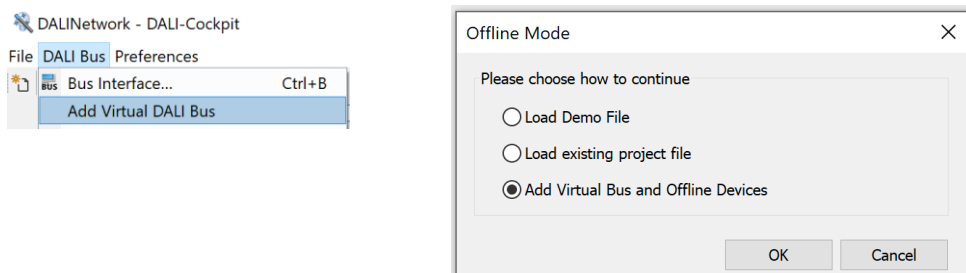 DALINetwork - DALI-Cockpit
File DALI Bus Preferences
BUS Bus Interface... Ctrl+B
Add Virtual DALI Bus
Offline Mode
Please choose how to continue
Load Demo File
Load existing project file
Add Virtual Bus and Offline Devices
OK Cancel